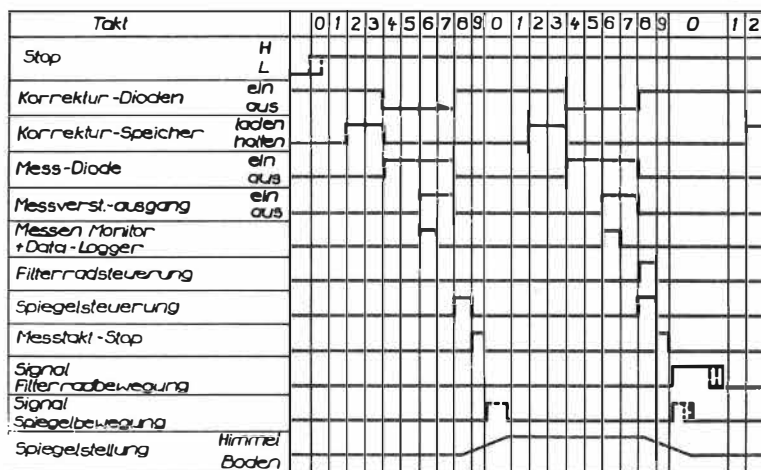 Takt 0 1 2 3 4 5 6 7 8 9 0 1 2 3 4 5 6 7 8 9 0 1 2
Stop H
L
Korrektur-Dioden ein
aus
Korrektur-Speicher laden
halten
Mess-Diode ein
aus
Messverst.-ausgang ein
aus
Messen Monitor
+Data-Logger
Filterradsteuerung
Spiegelsteuerung
Messtakt-Stop
Signal
Filterradbewegung
Signal
Spiegelbewegung
Spiegelstellung Himmel
Boden